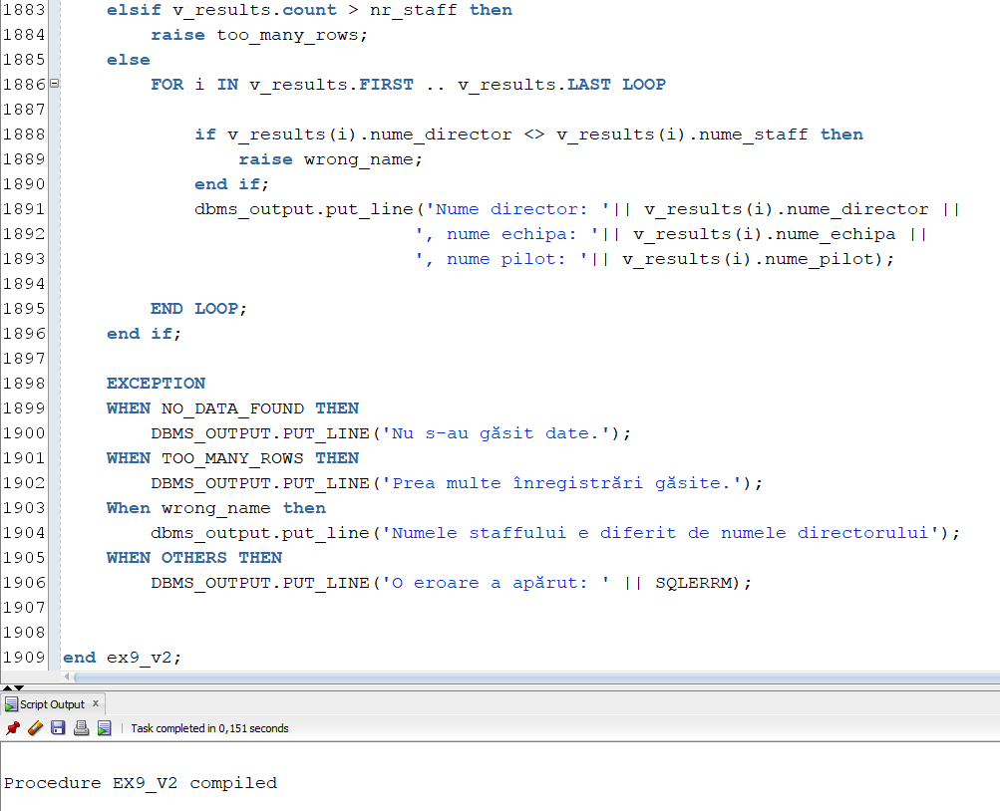 1883 elsif v_results.count > nr_staff then
1884 raise too_many_rows;
1885 else
1886 FOR i IN v_results.FIRST .. v_results.LAST LOOP
1887
1888 if v_results(i).nume_director <> v_results(i).nume_staff then
1889 raise wrong_name;
1890 end if;
1891 dbms_output.put_line('Nume director: '|| v_results(i).nume_director ||
1892 ', nume echipa: '|| v_results(i).nume_echipa ||
1893 ', nume pilot: '|| v_results(i).nume_pilot);
1894
1895 END LOOP;
1896 end if;
1897
1898 EXCEPTION
1899 WHEN NO_DATA_FOUND THEN
1900 DBMS_OUTPUT.PUT_LINE('Nu s-au găsit date.');
1901 WHEN TOO_MANY_ROWS THEN
1902 DBMS_OUTPUT.PUT_LINE('Prea multe înregistrări găsite.');
1903 When wrong_name then
1904 dbms_output.put_line('Numele staffului e diferit de numele directorului');
1905 WHEN OTHERS THEN
1906 DBMS_OUTPUT.PUT_LINE('O eroare a apărut: ' || SQLERRM);
1907
1908
1909 end ex9_v2;
Script Output x
Task completed in 0,151 seconds
Procedure EX9_V2 compiled